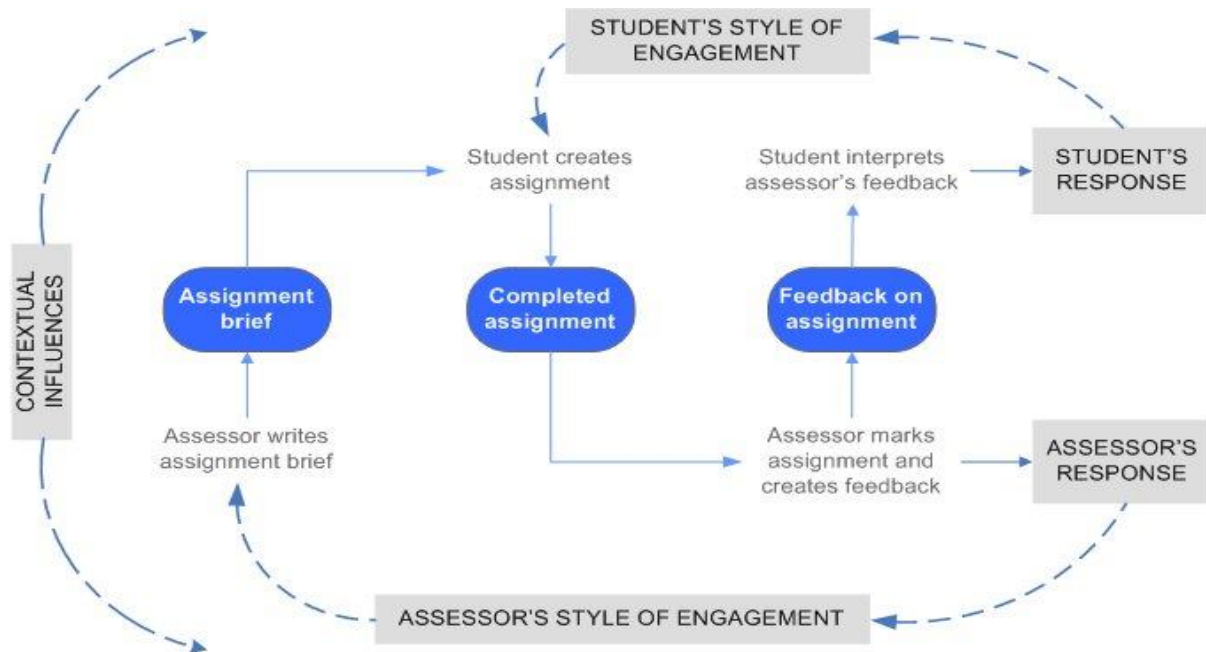 STUDENT'S STYLE OF
ENGAGEMENT
Student creates
assignment
Student interprets
assessor's feedback
STUDENT'S
RESPONSE
CONTEXTUAL
INFLUENCES
Assignment
brief
Completed
assignment
Feedback on
assignment
Assessor writes
assignment brief
Assessor marks
assignment and
creates feedback
ASSESSOR'S
RESPONSE
ASSESSOR'S STYLE OF ENGAGEMENT